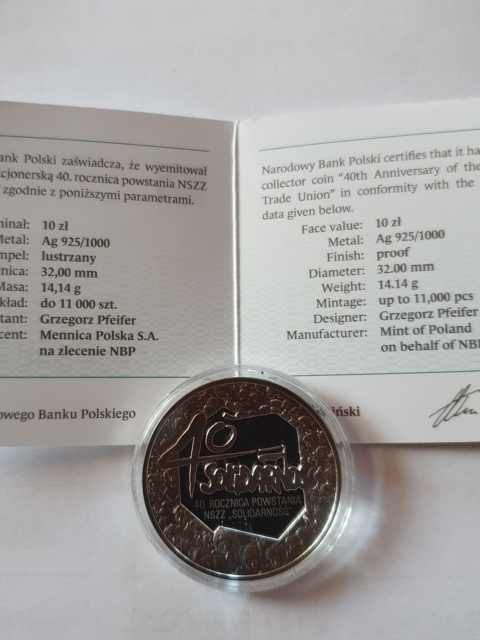 ank Polski zaświadcza, że wyemitował
cjonerską 40. rocznica powstania NSZZ
zgodnie z poniższymi parametrami.
minał: 10 zł
Metal: Ag 925/1000
mpel: lustrzany
nica: 32,00 mm
Masa: 14,14 g
kład: do 11 000 szt.
tant: Grzegorz Pfeifer
cent: Mennica Polska S.A.
na zlecenie NBP
owego Banku Polskiego
Narodowy Bank Polski certifies that it ha
collector coin “40th Anniversary of the
Trade Union” in conformity with the
data given below.
Face value: 10 zł
Metal: Ag 925/1000
Finish: proof
Diameter: 32.00 mm
Weight: 14.14 g
Mintage: up to 11,000 pcs
Designer: Grzegorz Pfeifer
Manufacturer: Mint of Poland
on behalf of NB
iński
40
SOLIDARNO
40. ROCZNICA POWSTANIA
NSZZ „SOLIDARNOŚĆ”